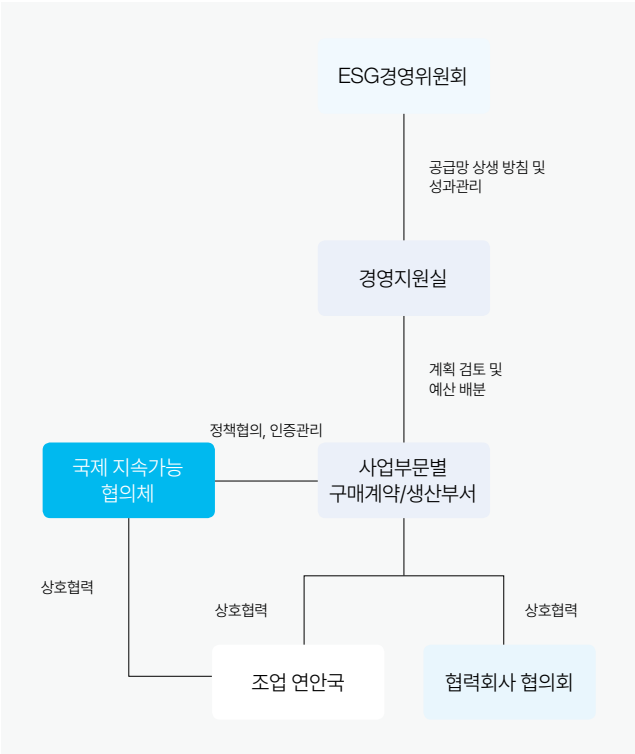 ESG경영위원회
공급망 상생 방침 및
성과관리
경영지원실
계획 검토 및
예산 배분
정책협의, 인증관리
국제 지속가능
협의체
사업부문별
구매계약/생산부서
상호협력
상호협력
상호협력
조업 연안국
협력회사 협의회